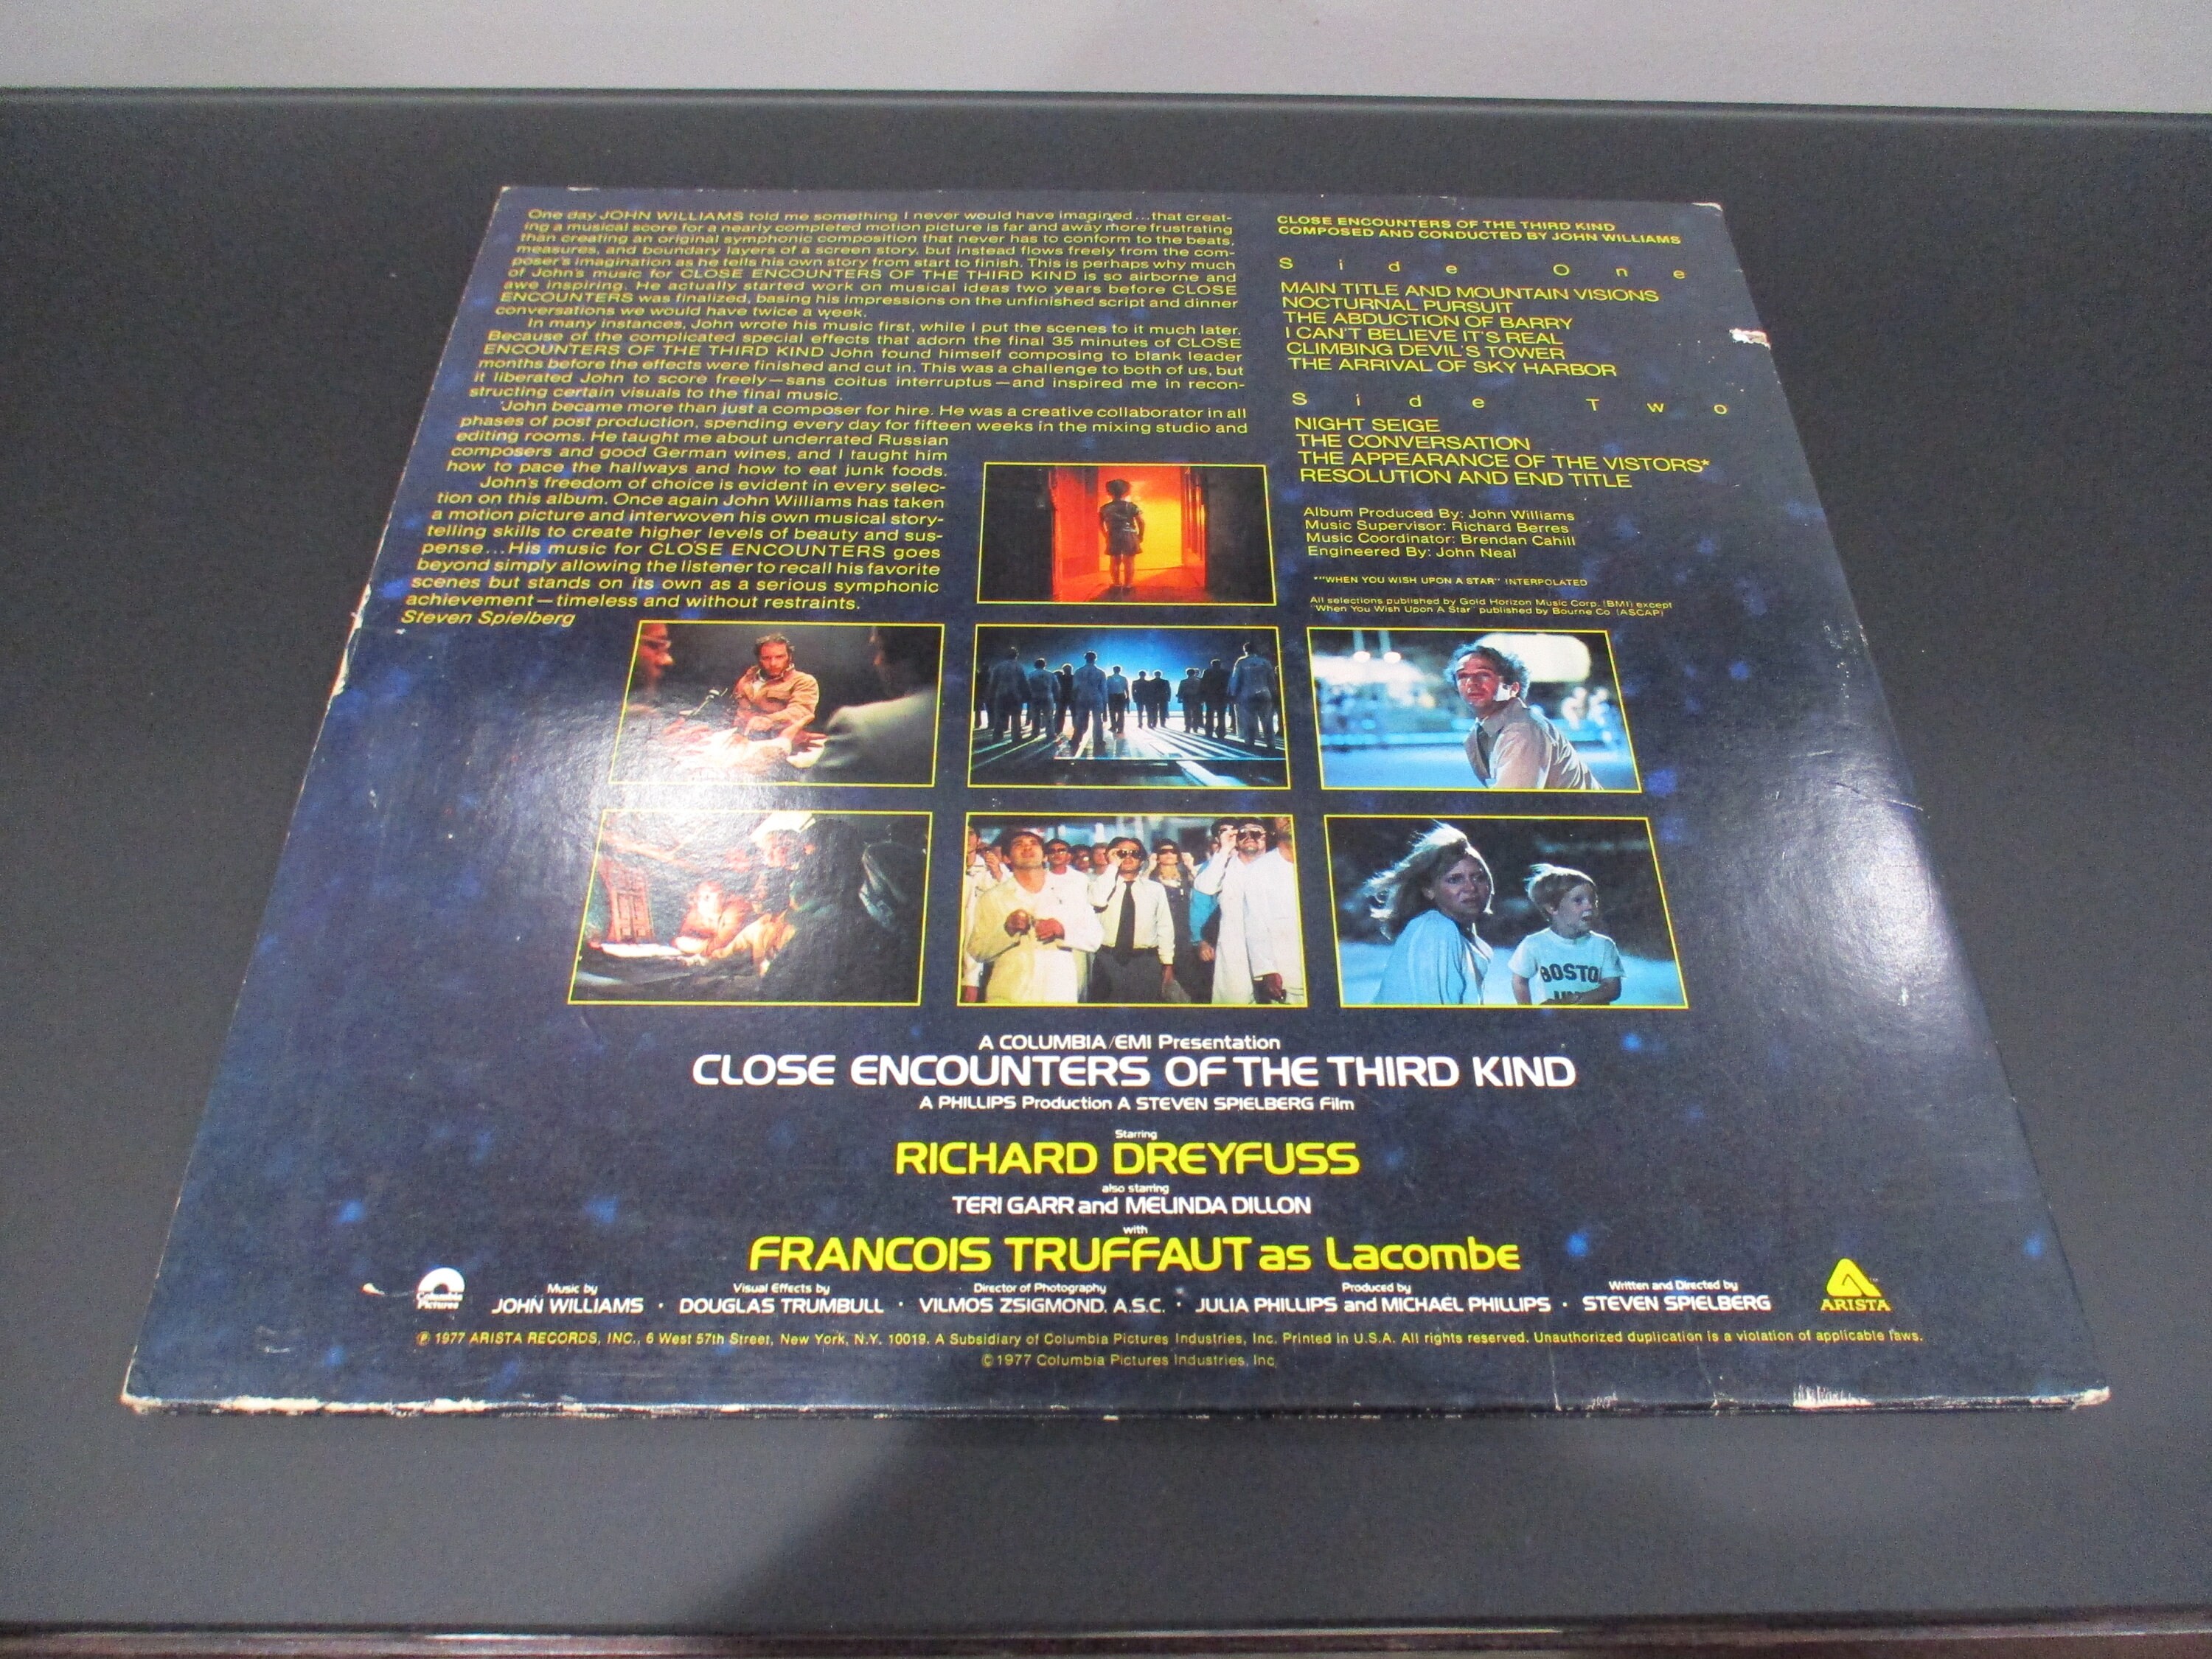 One day JOHN WILLIAMS told me something I never would have imagined...that creat-
ing a musical score for a nearly completed motion picture is far and away more frustrating
than creating an original symphonic composition that never has to conform to the beats,
measures, and boundary layers of a screen story, but instead flows freely from the com-
poser's imagination as he tells his own story from start to finish. This is perhaps why much
of John's music for CLOSE ENCOUNTERS OF THE THIRD KIND is so airborne and
awe inspiring. He actually started work on musical ideas two years before CLOSE
ENCOUNTERS was finalized, basing his impressions on the unfinished script and dinner
conversations we would have twice a week.
In many instances, John wrote his music first, while I put the scenes to it much later.
Because of the complicated special effects that adorn the final 35 minutes of CLOSE
ENCOUNTERS OF THE THIRD KIND John found himself composing to blank leader
months before the effects were finished and cut in. This was a challenge to both of us, but
it liberated John to score freely—sans coitus interruptus—and inspired me in recon-
structing certain visuals to the final music.
John became more than just a composer for hire. He was a creative collaborator in all
phases of post production, spending every day for fifteen weeks in the mixing studio and
editing rooms. He taught me about underrated Russian
composers and good German wines, and I taught him
how to pace the hallways and how to eat junk foods.
John's freedom of choice is evident in every selec-
tion on this album. Once again John Williams has taken
a motion picture and interwoven his own musical story-
telling skills to create higher levels of beauty and sus-
pense...His music for CLOSE ENCOUNTERS goes
beyond simply allowing the listener to recall his favorite
scenes but stands on its own as a serious symphonic
achievement—timeless and without restraints.
Steven Spielberg
CLOSE ENCOUNTERS OF THE THIRD KIND
COMPOSED AND CONDUCTED BY JOHN WILLIAMS
Side One
MAIN TITLE AND MOUNTAIN VISIONS
NOCTURNAL PURSUIT
THE ABDUCTION OF BARRY
I CAN'T BELIEVE IT'S REAL
CLIMBING DEVIL'S TOWER
THE ARRIVAL OF SKY HARBOR
Side Two
NIGHT SEIGE
THE CONVERSATION
THE APPEARANCE OF THE VISTORS*
RESOLUTION AND END TITLE
Album Produced By: John Williams
Music Supervisor: Richard Berres
Music Coordinator: Brendan Cahill
Engineered By: John Neal
*"WHEN YOU WISH UPON A STAR" INTERPOLATED
All selections published by Gold Horizon Music Corp. (BMI) except
"When You Wish Upon A Star" published by Bourne Co. (ASCAP)
BOSTO
A COLUMBIA/EMI Presentation
CLOSE ENCOUNTERS OF THE THIRD KIND
A PHILLIPS Production A STEVEN SPIELBERG Film
Starring
RICHARD DREYFUSS
also starring
TERI GARR and MELINDA DILLON
with
FRANCOIS TRUFFAUT as Lacombe
Columbia Pictures
Music by
JOHN WILLIAMS ·
Visual Effects by
DOUGLAS TRUMBULL ·
Director of Photography
VILMOS ZSIGMOND, A.S.C. ·
Produced by
JULIA PHILLIPS and MICHAEL PHILLIPS ·
Written and Directed by
STEVEN SPIELBERG
ARISTA
℗ 1977 ARISTA RECORDS, INC., 6 West 57th Street, New York, N.Y. 10019. A Subsidiary of Columbia Pictures Industries, Inc. Printed in U.S.A. All rights reserved. Unauthorized duplication is a violation of applicable laws.
© 1977 Columbia Pictures Industries, Inc.